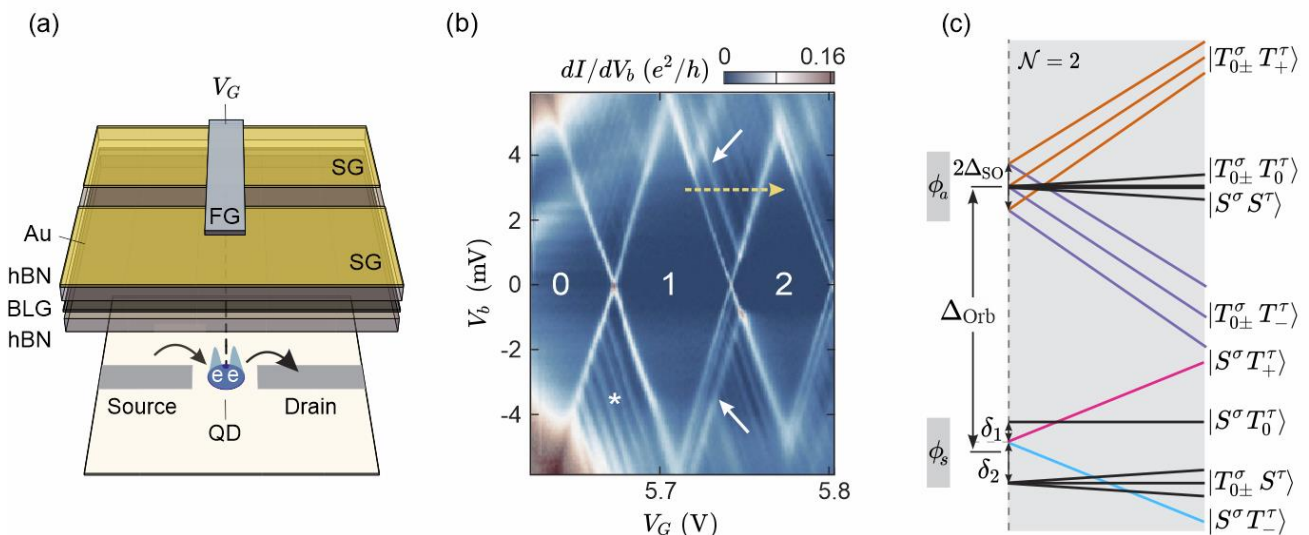 (a)
V_G
SG
FG
SG
Au
hBN
BLG
hBN
e e
Source
Drain
QD
(b)
dI/dV_b (e²/h)
0
0.16
4
2
0
-2
-4
V_b (mV)
0
1
2
*
5.7
5.8
V_G (V)
(c)
𝒩 = 2
|T^σ_{0±} T^τ_+⟩
2Δ_SO
ϕ_a
|T^σ_{0±} T^τ_0⟩
|S^σ S^τ⟩
Δ_Orb
|T^σ_{0±} T^τ_-⟩
|S^σ T^τ_+⟩
δ_1
|S^σ T^τ_0⟩
ϕ_s
δ_2
|T^σ_{0±} S^τ⟩
|S^σ T^τ_-⟩